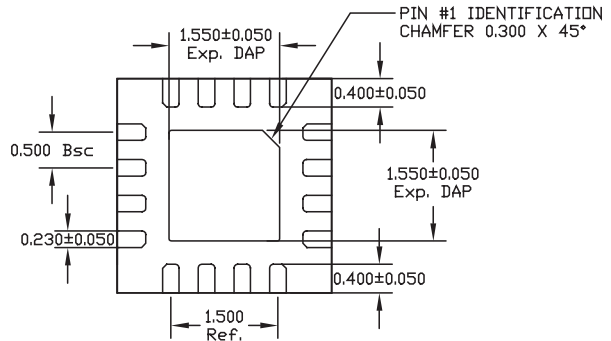 PIN #1 IDENTIFICATION
CHAMFER 0.300 X 45°
1.550±0.050
Exp. DAP
0.400±0.050
0.500 Bsc
1.550±0.050
Exp. DAP
0.230±0.050
0.400±0.050
1.500
Ref.